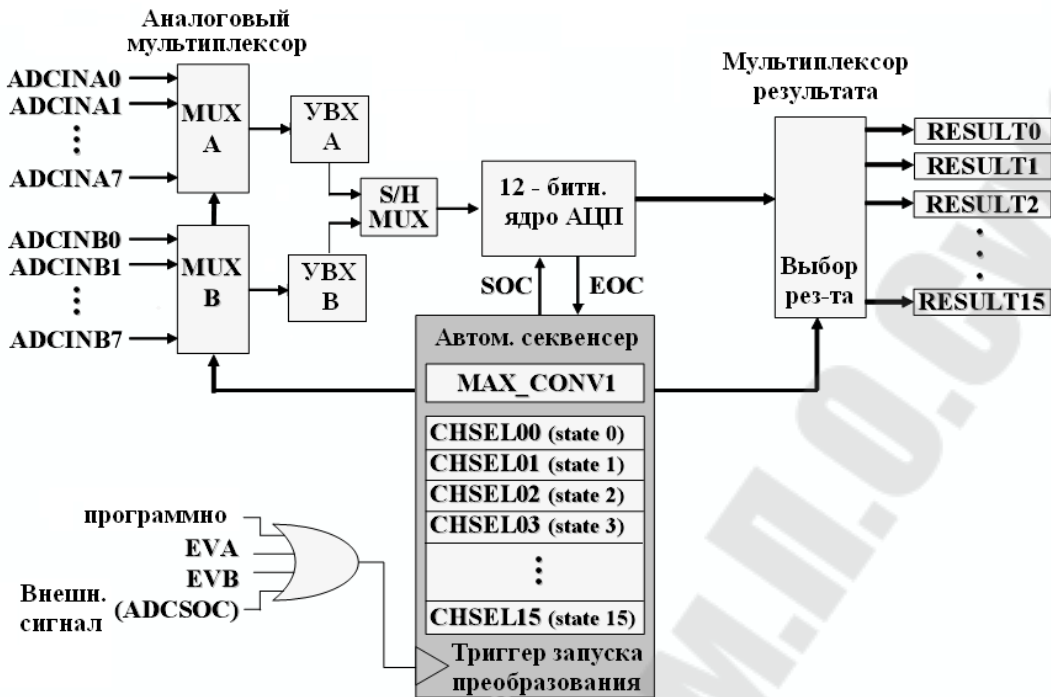 Аналоговый
мультиплексор
ADCINA0
ADCINA1
ADCINA7
MUX
A
УВХ
A
ADCINB0
ADCINB1
ADCINB7
MUX
B
УВХ
B
S/H
MUX
12 - битн.
ядро АЦП
SOC
EOC
Мультиплексор
результата
Выбор
рез-та
RESULT0
RESULT1
RESULT2
RESULT15
Автом. секвенсер
MAX_CONV1
CHSEL00 (state 0)
CHSEL01 (state 1)
CHSEL02 (state 2)
CHSEL03 (state 3)
CHSEL15 (state 15)
Триггер запуска
преобразования
программно
EVA
EVB
Внешн.
сигнал
(ADCSOC)